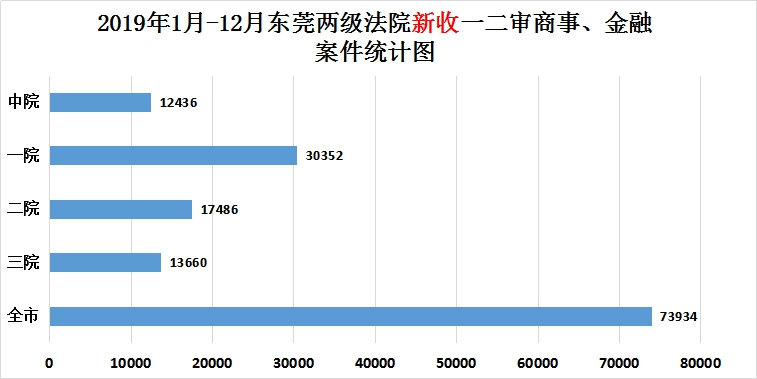 2019年1月-12月东莞两级法院新收一二审商事、金融
案件统计图
中院 12436
一院 30352
二院 17486
三院 13660
全市 73934
0 10000 20000 30000 40000 50000 60000 70000 80000